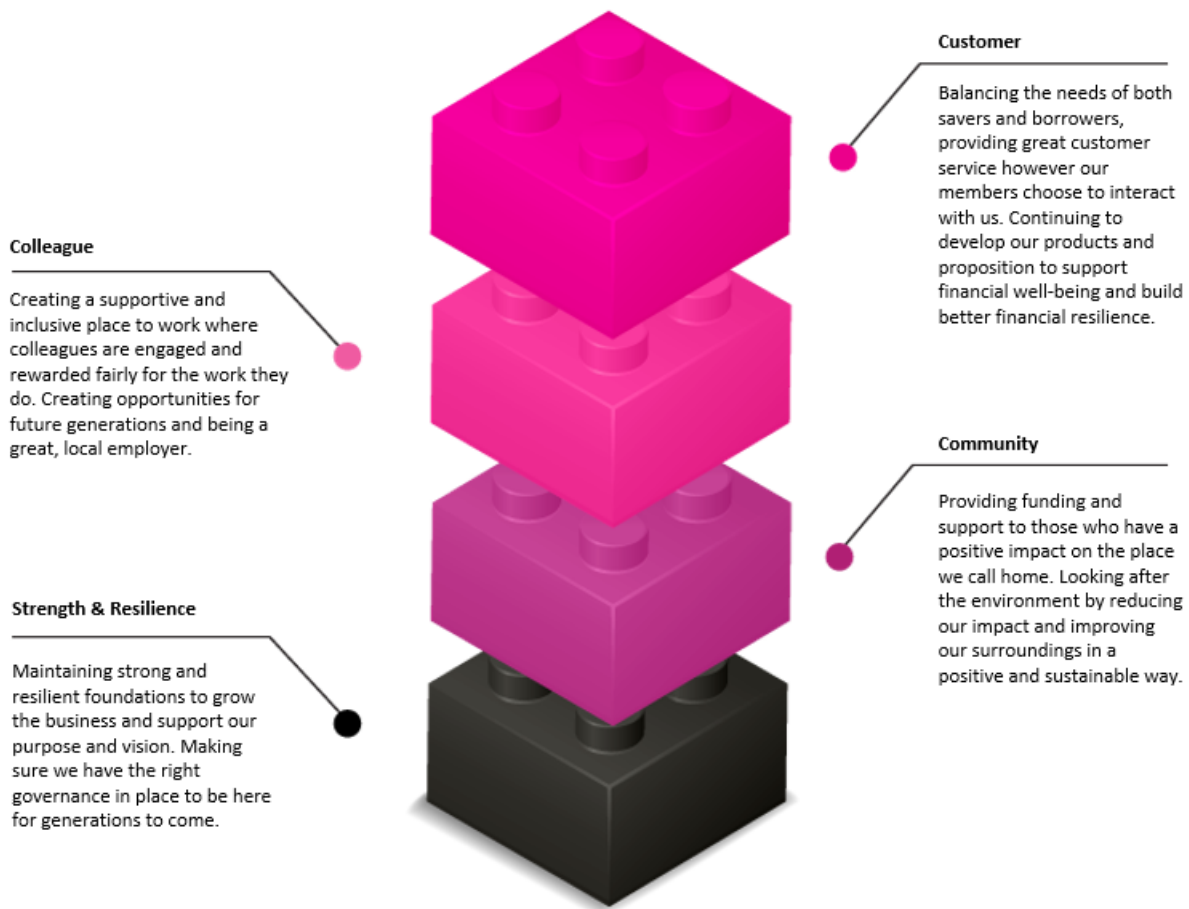 Customer
Balancing the needs of both
savers and borrowers,
providing great customer
service however our
members choose to interact
with us. Continuing to
develop our products and
proposition to support
financial well-being and build
better financial resilience.
Colleague
Creating a supportive and
inclusive place to work where
colleagues are engaged and
rewarded fairly for the work they
do. Creating opportunities for
future generations and being a
great, local employer.
Community
Providing funding and
support to those who have a
positive impact on the place
we call home. Looking after
the environment by reducing
our impact and improving
our surroundings in a
positive and sustainable way.
Strength & Resilience
Maintaining strong and
resilient foundations to grow
the business and support our
purpose and vision. Making
sure we have the right
governance in place to be here
for generations to come.